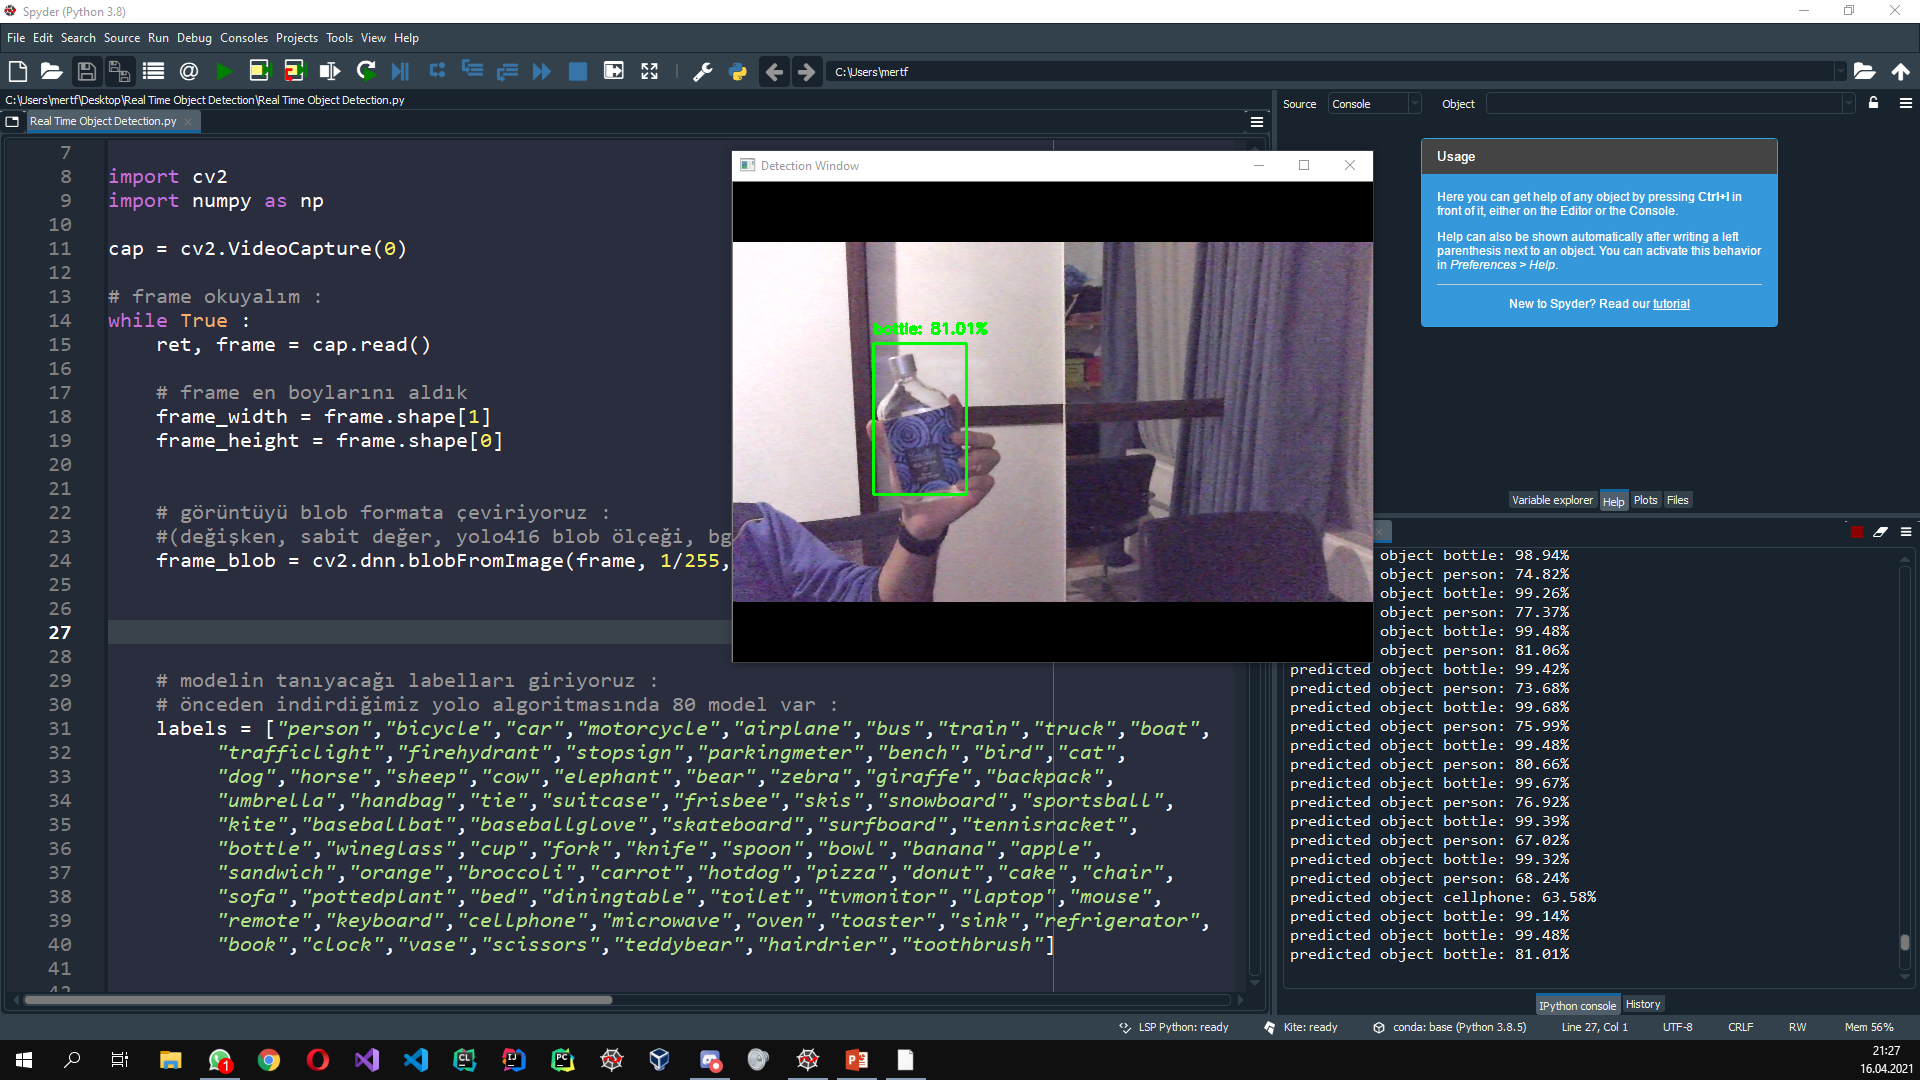 Spyder (Python 3.8)
File Edit Search Source Run Debug Consoles Projects Tools View Help
C:\Users\mertf
C:\Users\mertf\Desktop\Real Time Object Detection\Real Time Object Detection.py
Real Time Object Detection.py
7
8 import cv2
9 import numpy as np
10
11 cap = cv2.VideoCapture(0)
12
13 # frame okuyalım :
14 while True :
15 ret, frame = cap.read()
16
17 # frame en boylarını aldık
18 frame_width = frame.shape[1]
19 frame_height = frame.shape[0]
20
21
22 # görüntüyü blob formata çeviriyoruz :
23 #(değişken, sabit değer, yolo416 blob ölçeği, bg
24 frame_blob = cv2.dnn.blobFromImage(frame, 1/255,
25
26
27
28
29 # modelin tanıyacağı labelları giriyoruz :
30 # önceden indirdiğimiz yolo algoritmasında 80 model var :
31 labels = ["person","bicycle","car","motorcycle","airplane","bus","train","truck","boat",
32 "trafficlight","firehydrant","stopsign","parkingmeter","bench","bird","cat",
33 "dog","horse","sheep","cow","elephant","bear","zebra","giraffe","backpack",
34 "umbrella","handbag","tie","suitcase","frisbee","skis","snowboard","sportsball",
35 "kite","baseballbat","baseballglove","skateboard","surfboard","tennisracket",
36 "bottle","wineglass","cup","fork","knife","spoon","bowl","banana","apple",
37 "sandwich","orange","broccoli","carrot","hotdog","pizza","donut","cake","chair",
38 "sofa","pottedplant","bed","diningtable","toilet","tvmonitor","laptop","mouse",
39 "remote","keyboard","cellphone","microwave","oven","toaster","sink","refrigerator",
40 "book","clock","vase","scissors","teddybear","hairdrier","toothbrush"]
41
42
Detection Window
bottle: 81.01%
Source Console Object
Usage
Here you can get help of any object by pressing Ctrl+I in
front of it, either on the Editor or the Console.
Help can also be shown automatically after writing a left
parenthesis next to an object. You can activate this behavior
in Preferences > Help.
New to Spyder? Read our tutorial
Variable explorer Help Plots Files
object bottle: 98.94%
object person: 74.82%
object bottle: 99.26%
object person: 77.37%
object bottle: 99.48%
object person: 81.06%
predicted object bottle: 99.42%
predicted object person: 73.68%
predicted object bottle: 99.68%
predicted object person: 75.99%
predicted object bottle: 99.48%
predicted object person: 80.66%
predicted object bottle: 99.67%
predicted object person: 76.92%
predicted object bottle: 99.39%
predicted object person: 67.02%
predicted object bottle: 99.32%
predicted object person: 68.24%
predicted object cellphone: 63.58%
predicted object bottle: 99.14%
predicted object bottle: 99.48%
predicted object bottle: 81.01%
IPython console History
LSP Python: ready Kite: ready conda: base (Python 3.8.5) Line 27, Col 1 UTF-8 CRLF RW Mem 56%
21:27
16.04.2021